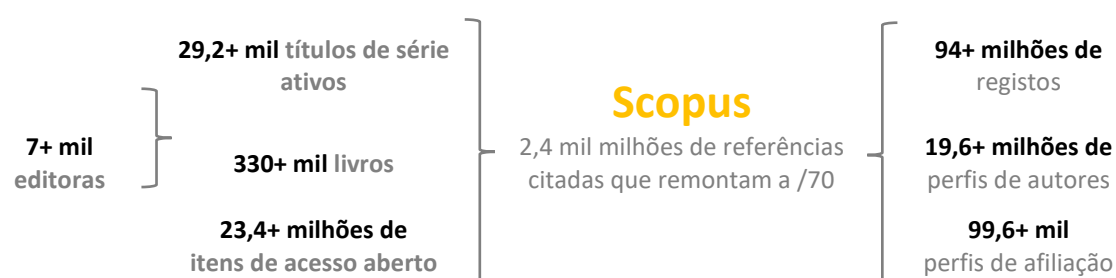 7+ mil
editoras
29,2+ mil títulos de série
ativos
330+ mil livros
23,4+ milhões de
itens de acesso aberto
Scopus
2,4 mil milhões de referências
citadas que remontam a /70
94+ milhões de
registos
19,6+ milhões de
perfis de autores
99,6+ mil
perfis de afiliação